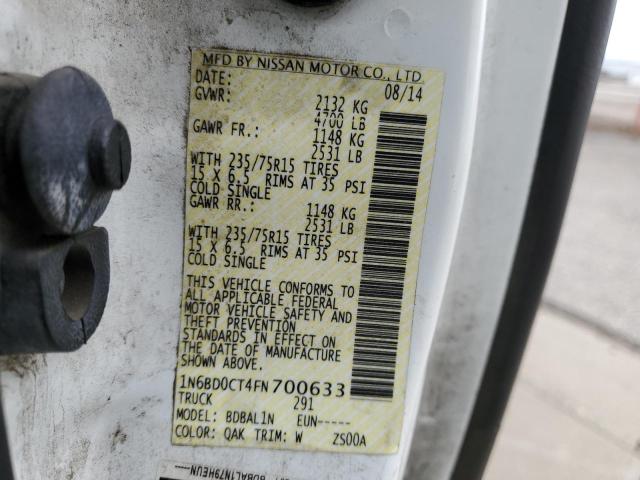 MFD BY NISSAN MOTOR CO., LTD.
DATE: 08/14
GVWR: 2132 KG
4700 LB
GAWR FR.: 1148 KG
2531 LB
WITH 235/75R15 TIRES
15 X 6.5 RIMS AT 35 PSI
COLD SINGLE
GAWR RR.: 1148 KG
2531 LB
WITH 235/75R15 TIRES
15 X 6.5 RIMS AT 35 PSI
COLD SINGLE
THIS VEHICLE CONFORMS TO
ALL APPLICABLE FEDERAL
MOTOR VEHICLE SAFETY AND
THEFT PREVENTION
STANDARDS IN EFFECT ON THE
DATE OF MANUFACTURE
SHOWN ABOVE.
1N6BD0CT4FN700633
TRUCK 291
MODEL: BDBAL1N EUN-----
COLOR: QAK TRIM: W ZS00A
BDBAL1N79HEUN-----